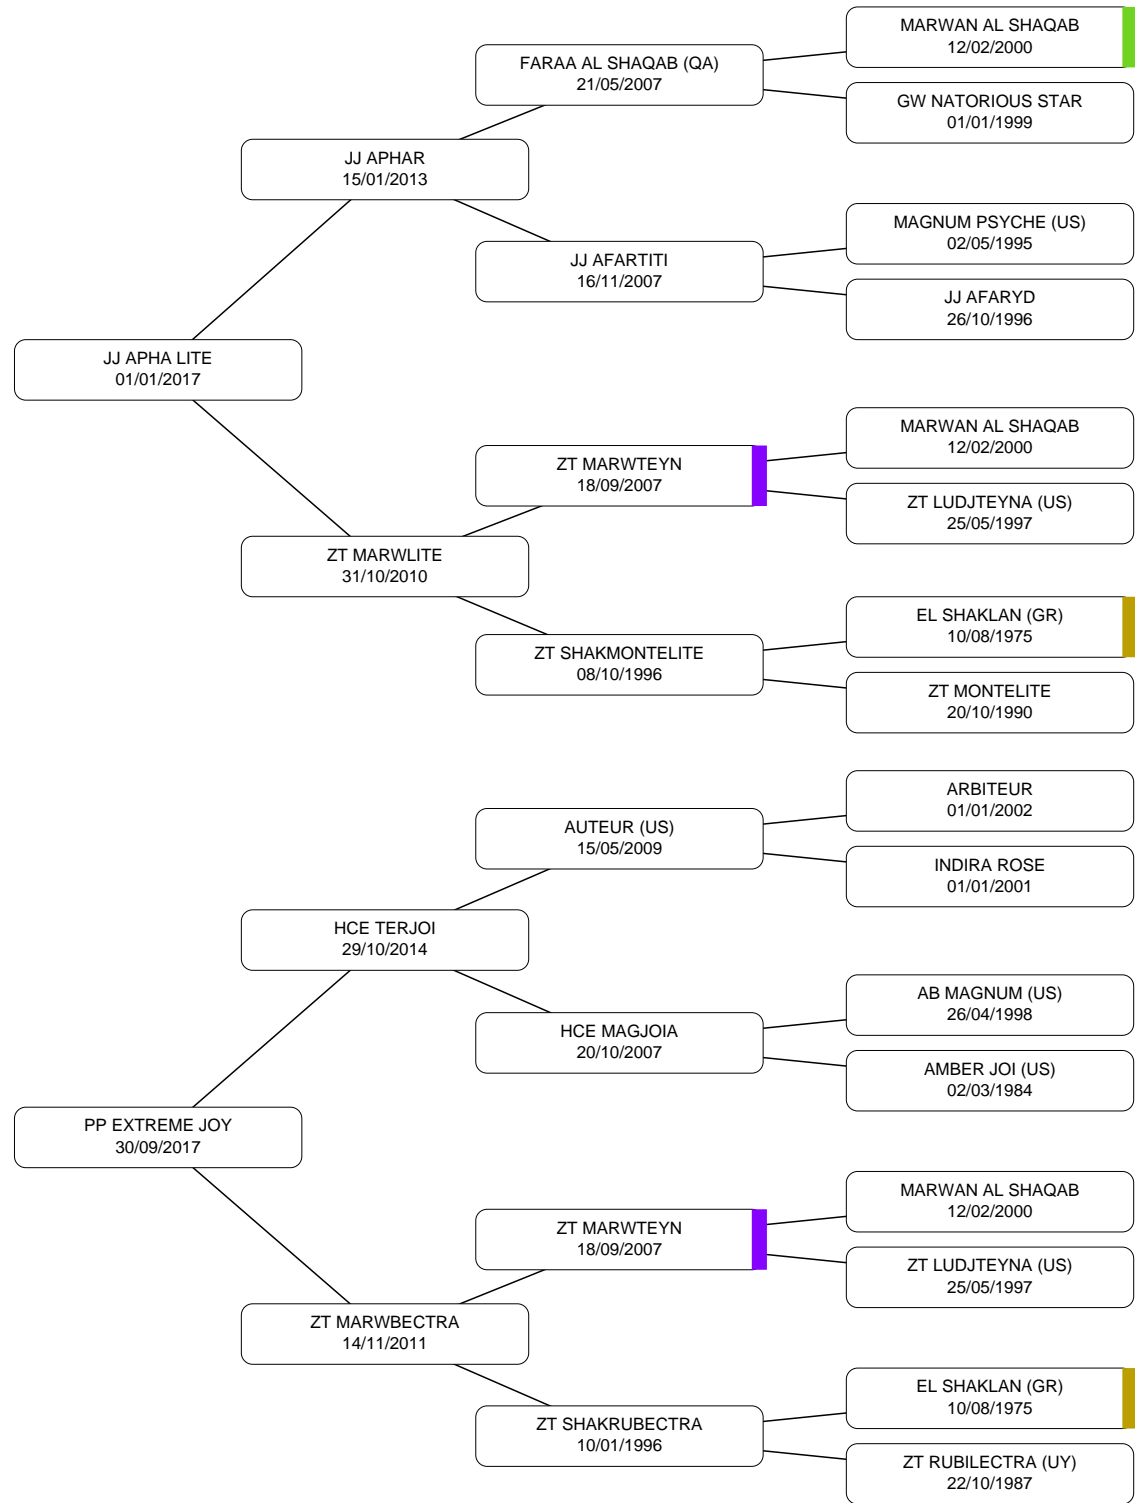 MARWAN AL SHAQAB
12/02/2000
FARAA AL SHAQAB (QA)
21/05/2007
GW NATORIOUS STAR
01/01/1999
JJ APHAR
15/01/2013
MAGNUM PSYCHE (US)
02/05/1995
JJ AFARTITI
16/11/2007
JJ AFARYD
26/10/1996
JJ APHA LITE
01/01/2017
MARWAN AL SHAQAB
12/02/2000
ZT MARWTEYN
18/09/2007
ZT LUDJTEYNA (US)
25/05/1997
ZT MARWLITE
31/10/2010
EL SHAKLAN (GR)
10/08/1975
ZT SHAKMONTELITE
08/10/1996
ZT MONTELITE
20/10/1990
ARBITEUR
01/01/2002
AUTEUR (US)
15/05/2009
INDIRA ROSE
01/01/2001
HCE TERJOI
29/10/2014
AB MAGNUM (US)
26/04/1998
HCE MAGJOIA
20/10/2007
AMBER JOI (US)
02/03/1984
PP EXTREME JOY
30/09/2017
MARWAN AL SHAQAB
12/02/2000
ZT MARWTEYN
18/09/2007
ZT LUDJTEYNA (US)
25/05/1997
ZT MARWBECTRA
14/11/2011
EL SHAKLAN (GR)
10/08/1975
ZT SHAKRUBECTRA
10/01/1996
ZT RUBILECTRA (UY)
22/10/1987